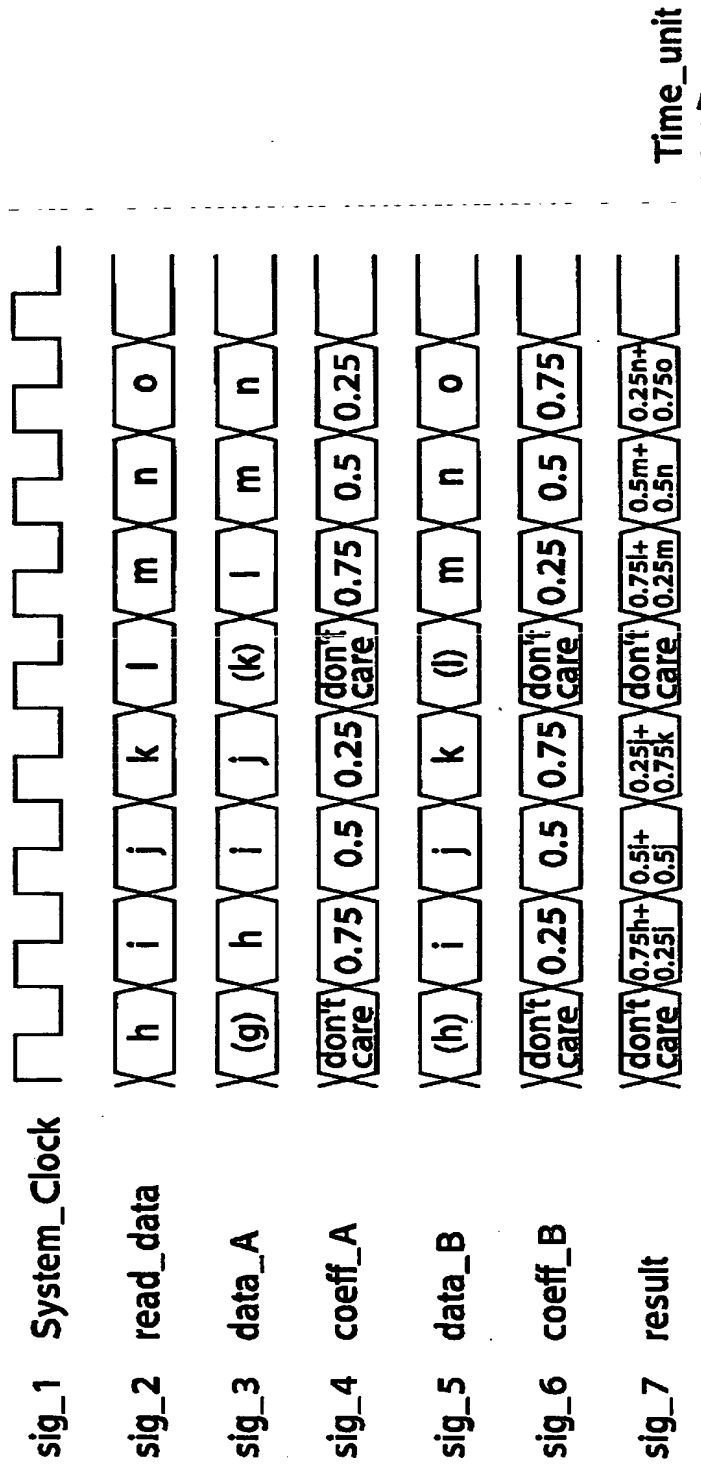 sig_1 System_Clock
sig_2 read_data h i j k l m n o
sig_3 data_A (g) h i j (k) l m n
sig_4 coeff_A don't care 0.75 0.5 0.25 don't care 0.75 0.5 0.25
sig_5 data_B (h) i j k (l) m n o
sig_6 coeff_B don't care 0.25 0.5 0.75 don't care 0.25 0.5 0.75
sig_7 result don't care 0.75h+ 0.25i 0.5i+ 0.5j 0.25j+ 0.75k don't care 0.75l+ 0.25m 0.5m+ 0.5n 0.25n+ 0.75o
Time_unit